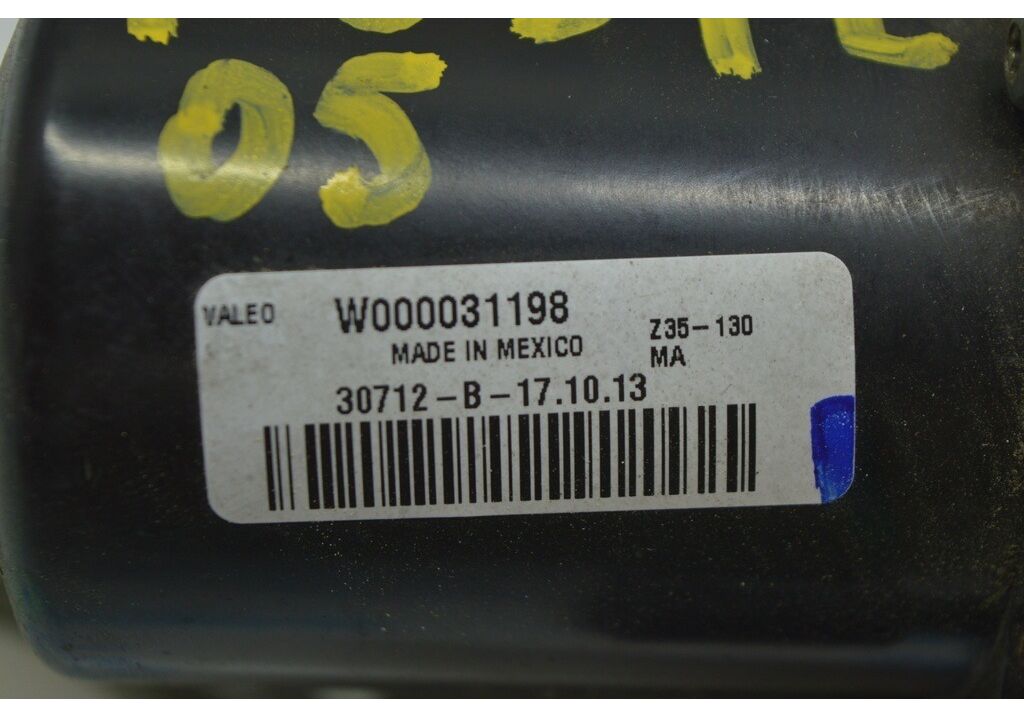 05
VALEO W000031198
MADE IN MEXICO
Z35-130
MA
30712-B-17.10.13